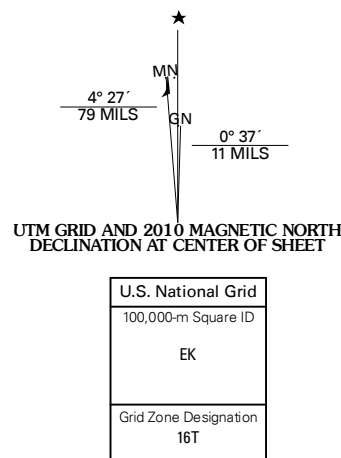 ★
MN
4° 27´
79 MILS
GN
0° 37´
11 MILS
UTM GRID AND 2010 MAGNETIC NORTH
DECLINATION AT CENTER OF SHEET
U.S. National Grid
100,000-m Square ID
EK
Grid Zone Designation
16T